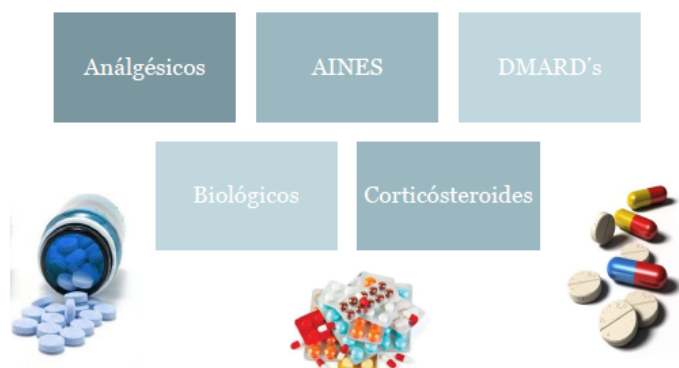 Análgésicos
AINES
DMARD's
Biológicos
Corticósteroides